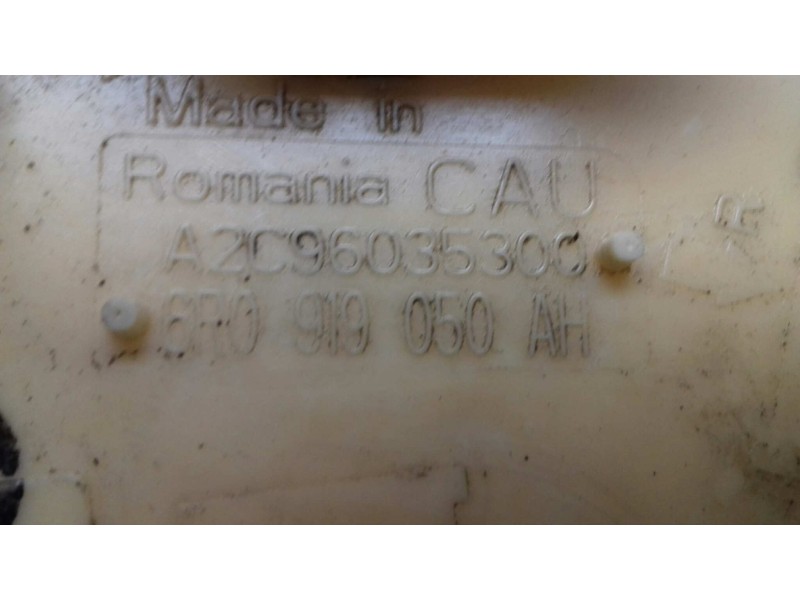 Made in
Romania CAU
A2C96035300
6R0 919 050 AH